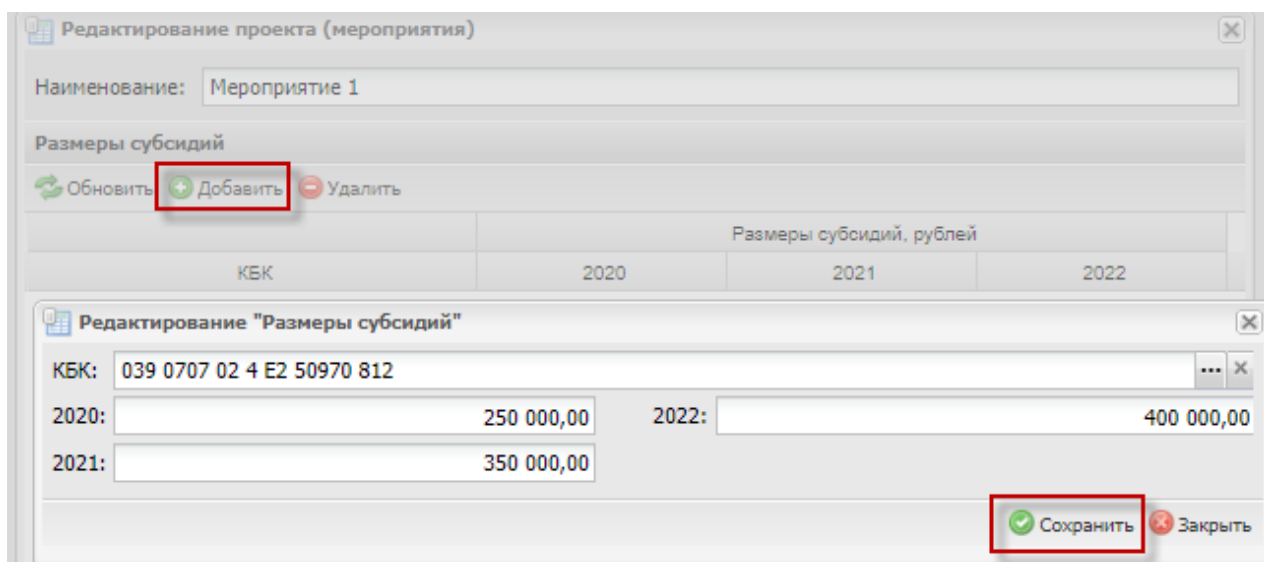 Редактирование проекта (мероприятия)
Наименование: Мероприятие 1
Размеры субсидий
Обновить Добавить Удалить
Размеры субсидий, рублей
КБК 2020 2021 2022
Редактирование "Размеры субсидий"
КБК: 039 0707 02 4 E2 50970 812
2020: 250 000,00 2022: 400 000,00
2021: 350 000,00
Сохранить Закрыть